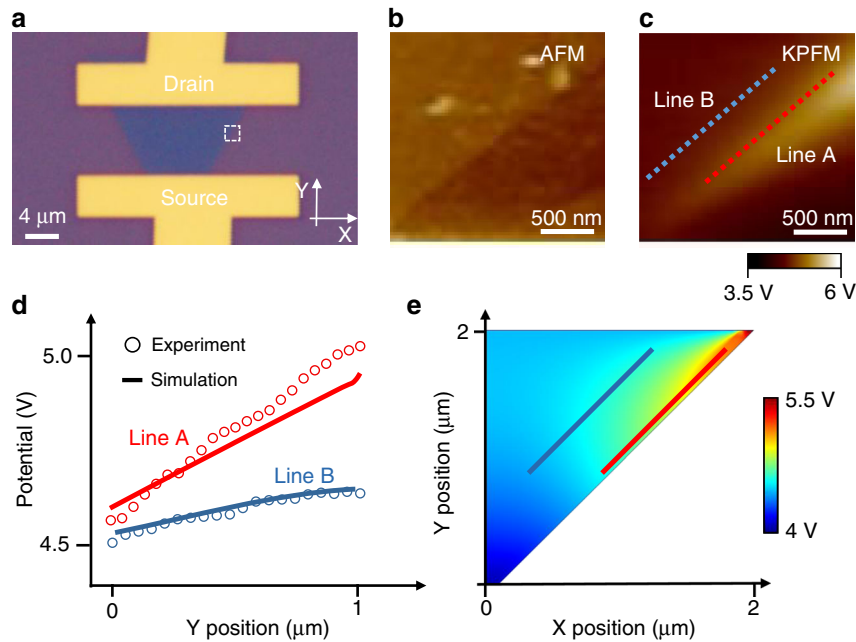 a
Drain
Source
Y
X
4 μm
b
AFM
500 nm
c
KPFM
Line B
Line A
500 nm
3.5 V
6 V
d
Experiment
Simulation
5.0
4.5
Potential (V)
Line A
Line B
0
1
Y position (μm)
e
2
Y position (μm)
0
2
X position (μm)
5.5 V
4 V